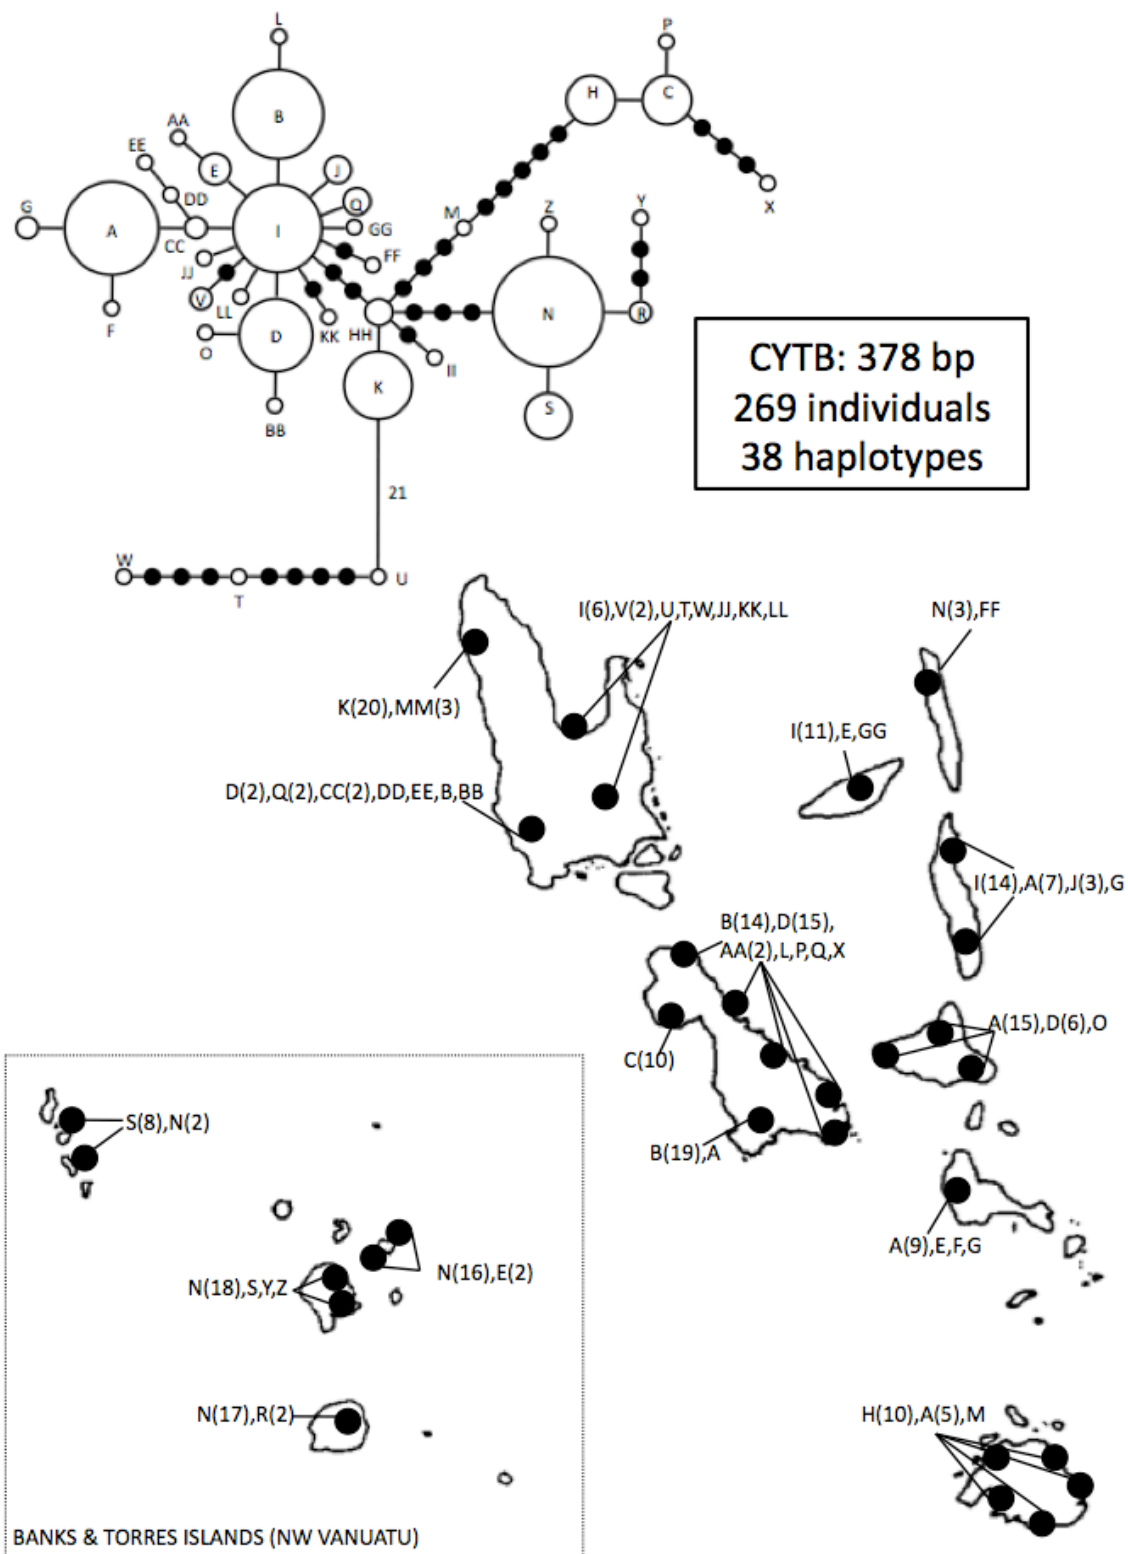 L
P
B
H
C
AA
EE
E
J
DD
Q
M
Z
Y
X
G
A
I
GG
CC
FF
JJ
V
LL
F
D
KK
HH
N
R
O
II
K
S
BB
CYTB: 378 bp
269 individuals
38 haplotypes
21
W
T
U
I(6),V(2),U,T,W,JJ,KK,LL
N(3),FF
K(20),MM(3)
I(11),E,GG
D(2),Q(2),CC(2),DD,EE,B,BB
I(14),A(7),J(3),G
B(14),D(15),
AA(2),L,P,Q,X
A(15),D(6),O
C(10)
S(8),N(2)
B(19),A
A(9),E,F,G
N(16),E(2)
N(18),S,Y,Z
N(17),R(2)
H(10),A(5),M
BANKS & TORRES ISLANDS (NW VANUATU)